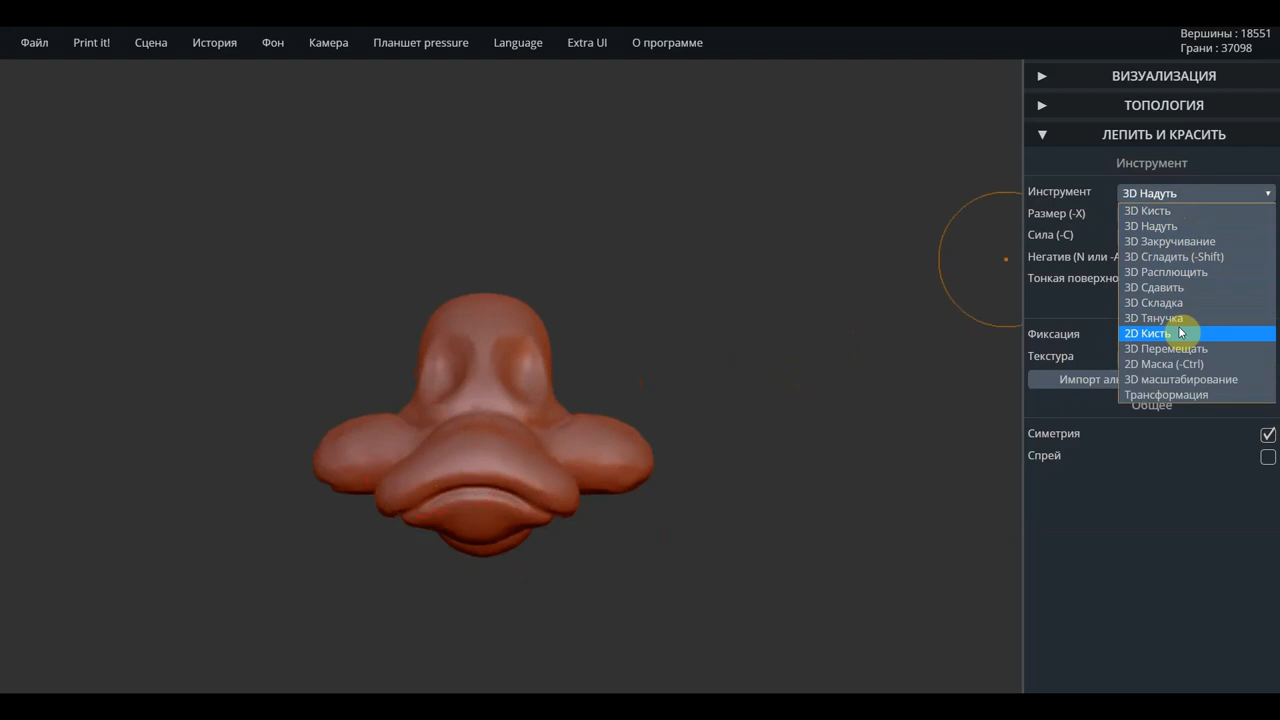 Файл Print it! Сцена История Фон Камера Планшет pressure Language Extra UI О программе
Вершины : 18551
Грани : 37098
ВИЗУАЛИЗАЦИЯ
ТОПОЛОГИЯ
ЛЕПИТЬ И КРАСИТЬ
Инструмент
Инструмент 3D Надуть
Размер (-X)
Сила (-C)
Негатив (N или -A
Тонкая поверхно
Фиксация
Текстура
Импорт ал
3D Кисть
3D Надуть
3D Закручивание
3D Сгладить (-Shift)
3D Расплющить
3D Сдавить
3D Складка
3D Тянучка
2D Кисть
3D Перемещать
2D Маска (-Ctrl)
3D масштабирование
Трансформация
Общее
Симетрия
Спрей